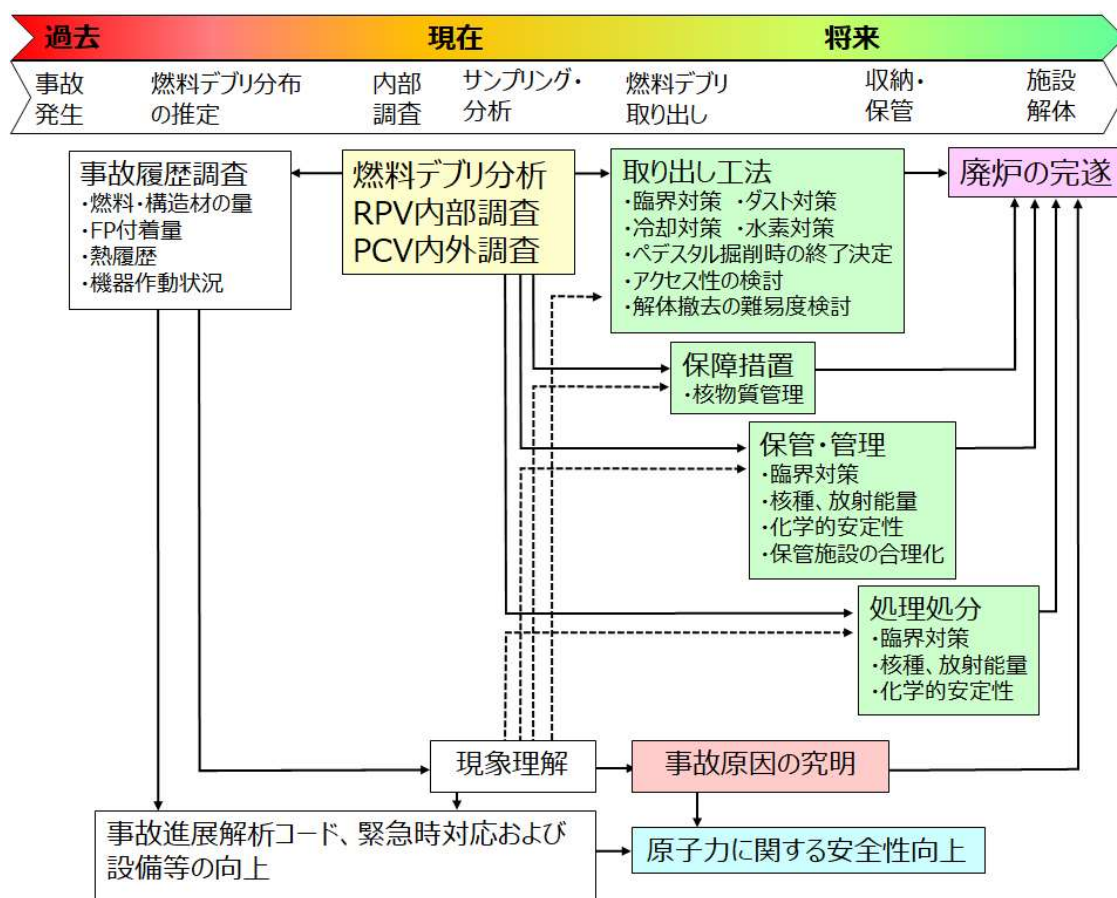 過去
現在
将来
事故
発生
燃料デブリ分布
の推定
内部
調査
サンプリング・
分析
燃料デブリ
取り出し
収納・
保管
施設
解体
事故履歴調査
・燃料・構造材の量
・FP付着量
・熱履歴
・機器作動状況
燃料デブリ分析
RPV内部調査
PCV内外調査
取り出し工法
・臨界対策 ・ダスト対策
・冷却対策 ・水素対策
・ペデスタル掘削時の終了決定
・アクセス性の検討
・解体撤去の難易度検討
廃炉の完遂
保障措置
・核物質管理
保管・管理
・臨界対策
・核種、放射能量
・化学的安定性
・保管施設の合理化
処理処分
・臨界対策
・核種、放射能量
・化学的安定性
現象理解
事故原因の究明
事故進展解析コード、緊急時対応および
設備等の向上
原子力に関する安全性向上